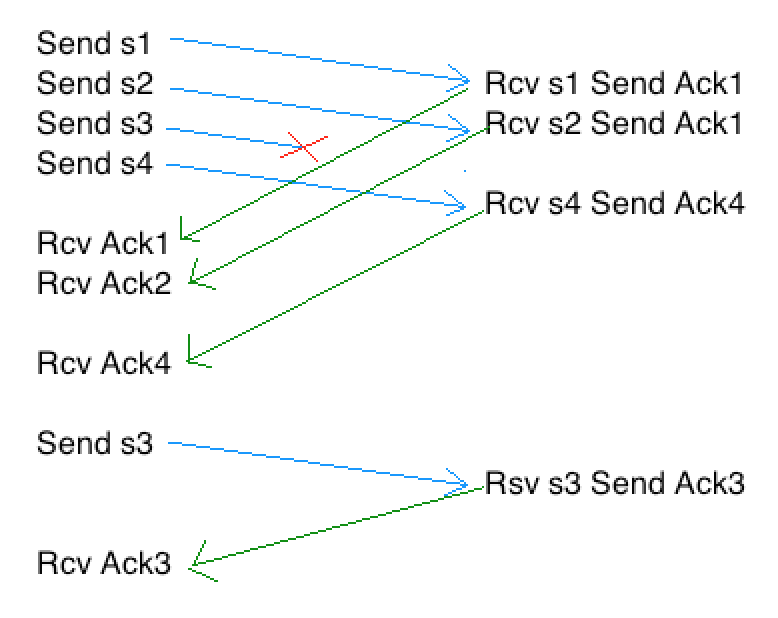 Send s1
Rcv s1 Send Ack1
Send s2
Rcv s2 Send Ack1
Send s3
Send s4
Rcv s4 Send Ack4
Rcv Ack1
Rcv Ack2
Rcv Ack4
Send s3
Rsv s3 Send Ack3
Rcv Ack3